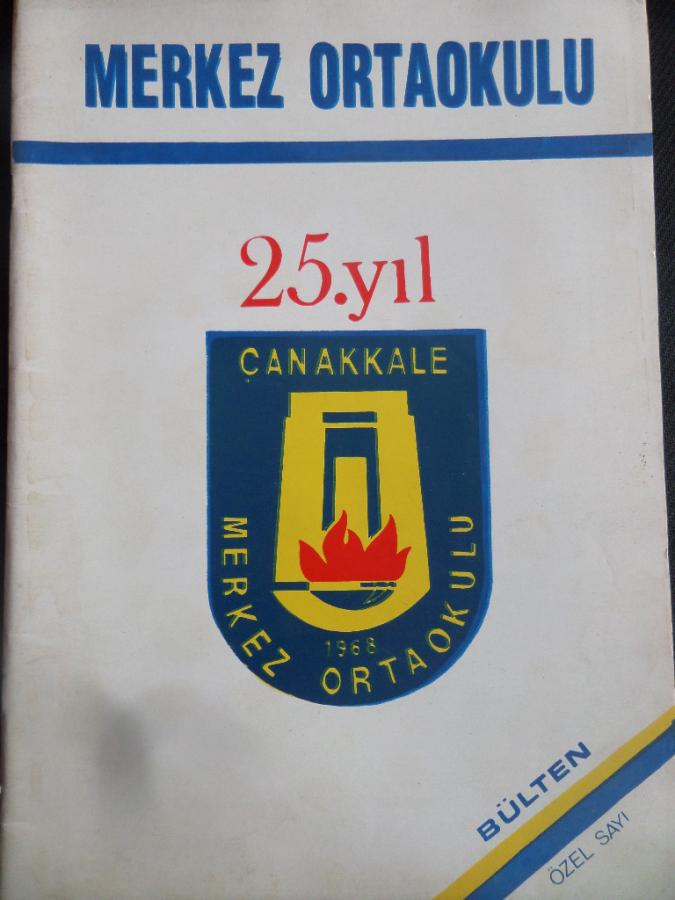 MERKEZ ORTAOKULU
25.yıl
ÇANAKKALE
MERKEZ ORTAOKULU
1968
BÜLTEN
ÖZEL SAYI